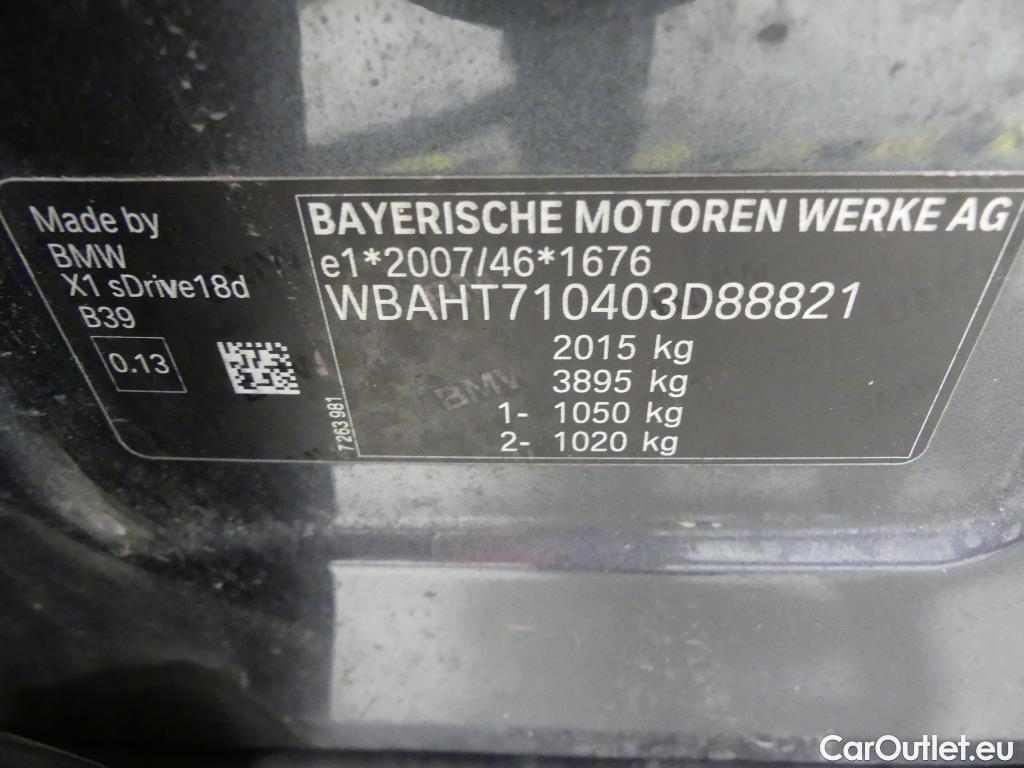 Made by
BMW
X1 sDrive18d
B39
0.13
7263981
BAYERISCHE MOTOREN WERKE AG
e1*2007/46*1676
WBAHT710403D88821
2015 kg
3895 kg
1- 1050 kg
2- 1020 kg
BMW
CarOutlet.eu